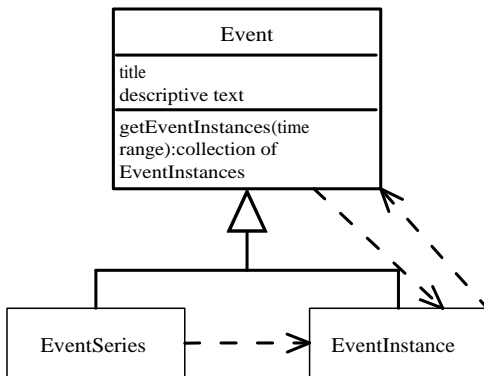 Event
title
descriptive text
getEventInstances(time
range):collection of
EventInstances
EventSeries
EventInstance